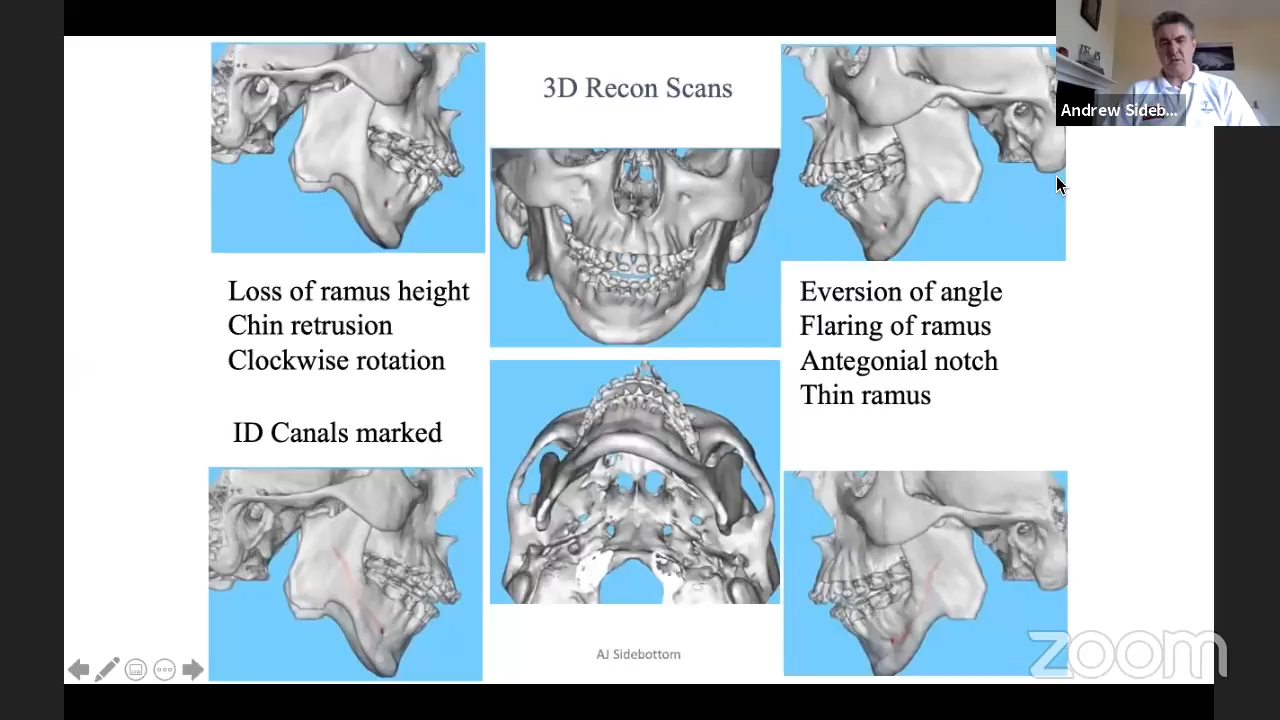 3D Recon Scans
Andrew Sideb...
Loss of ramus height
Chin retrusion
Clockwise rotation
ID Canals marked
Eversion of angle
Flaring of ramus
Antegonial notch
Thin ramus
AJ Sidebottom
zoom